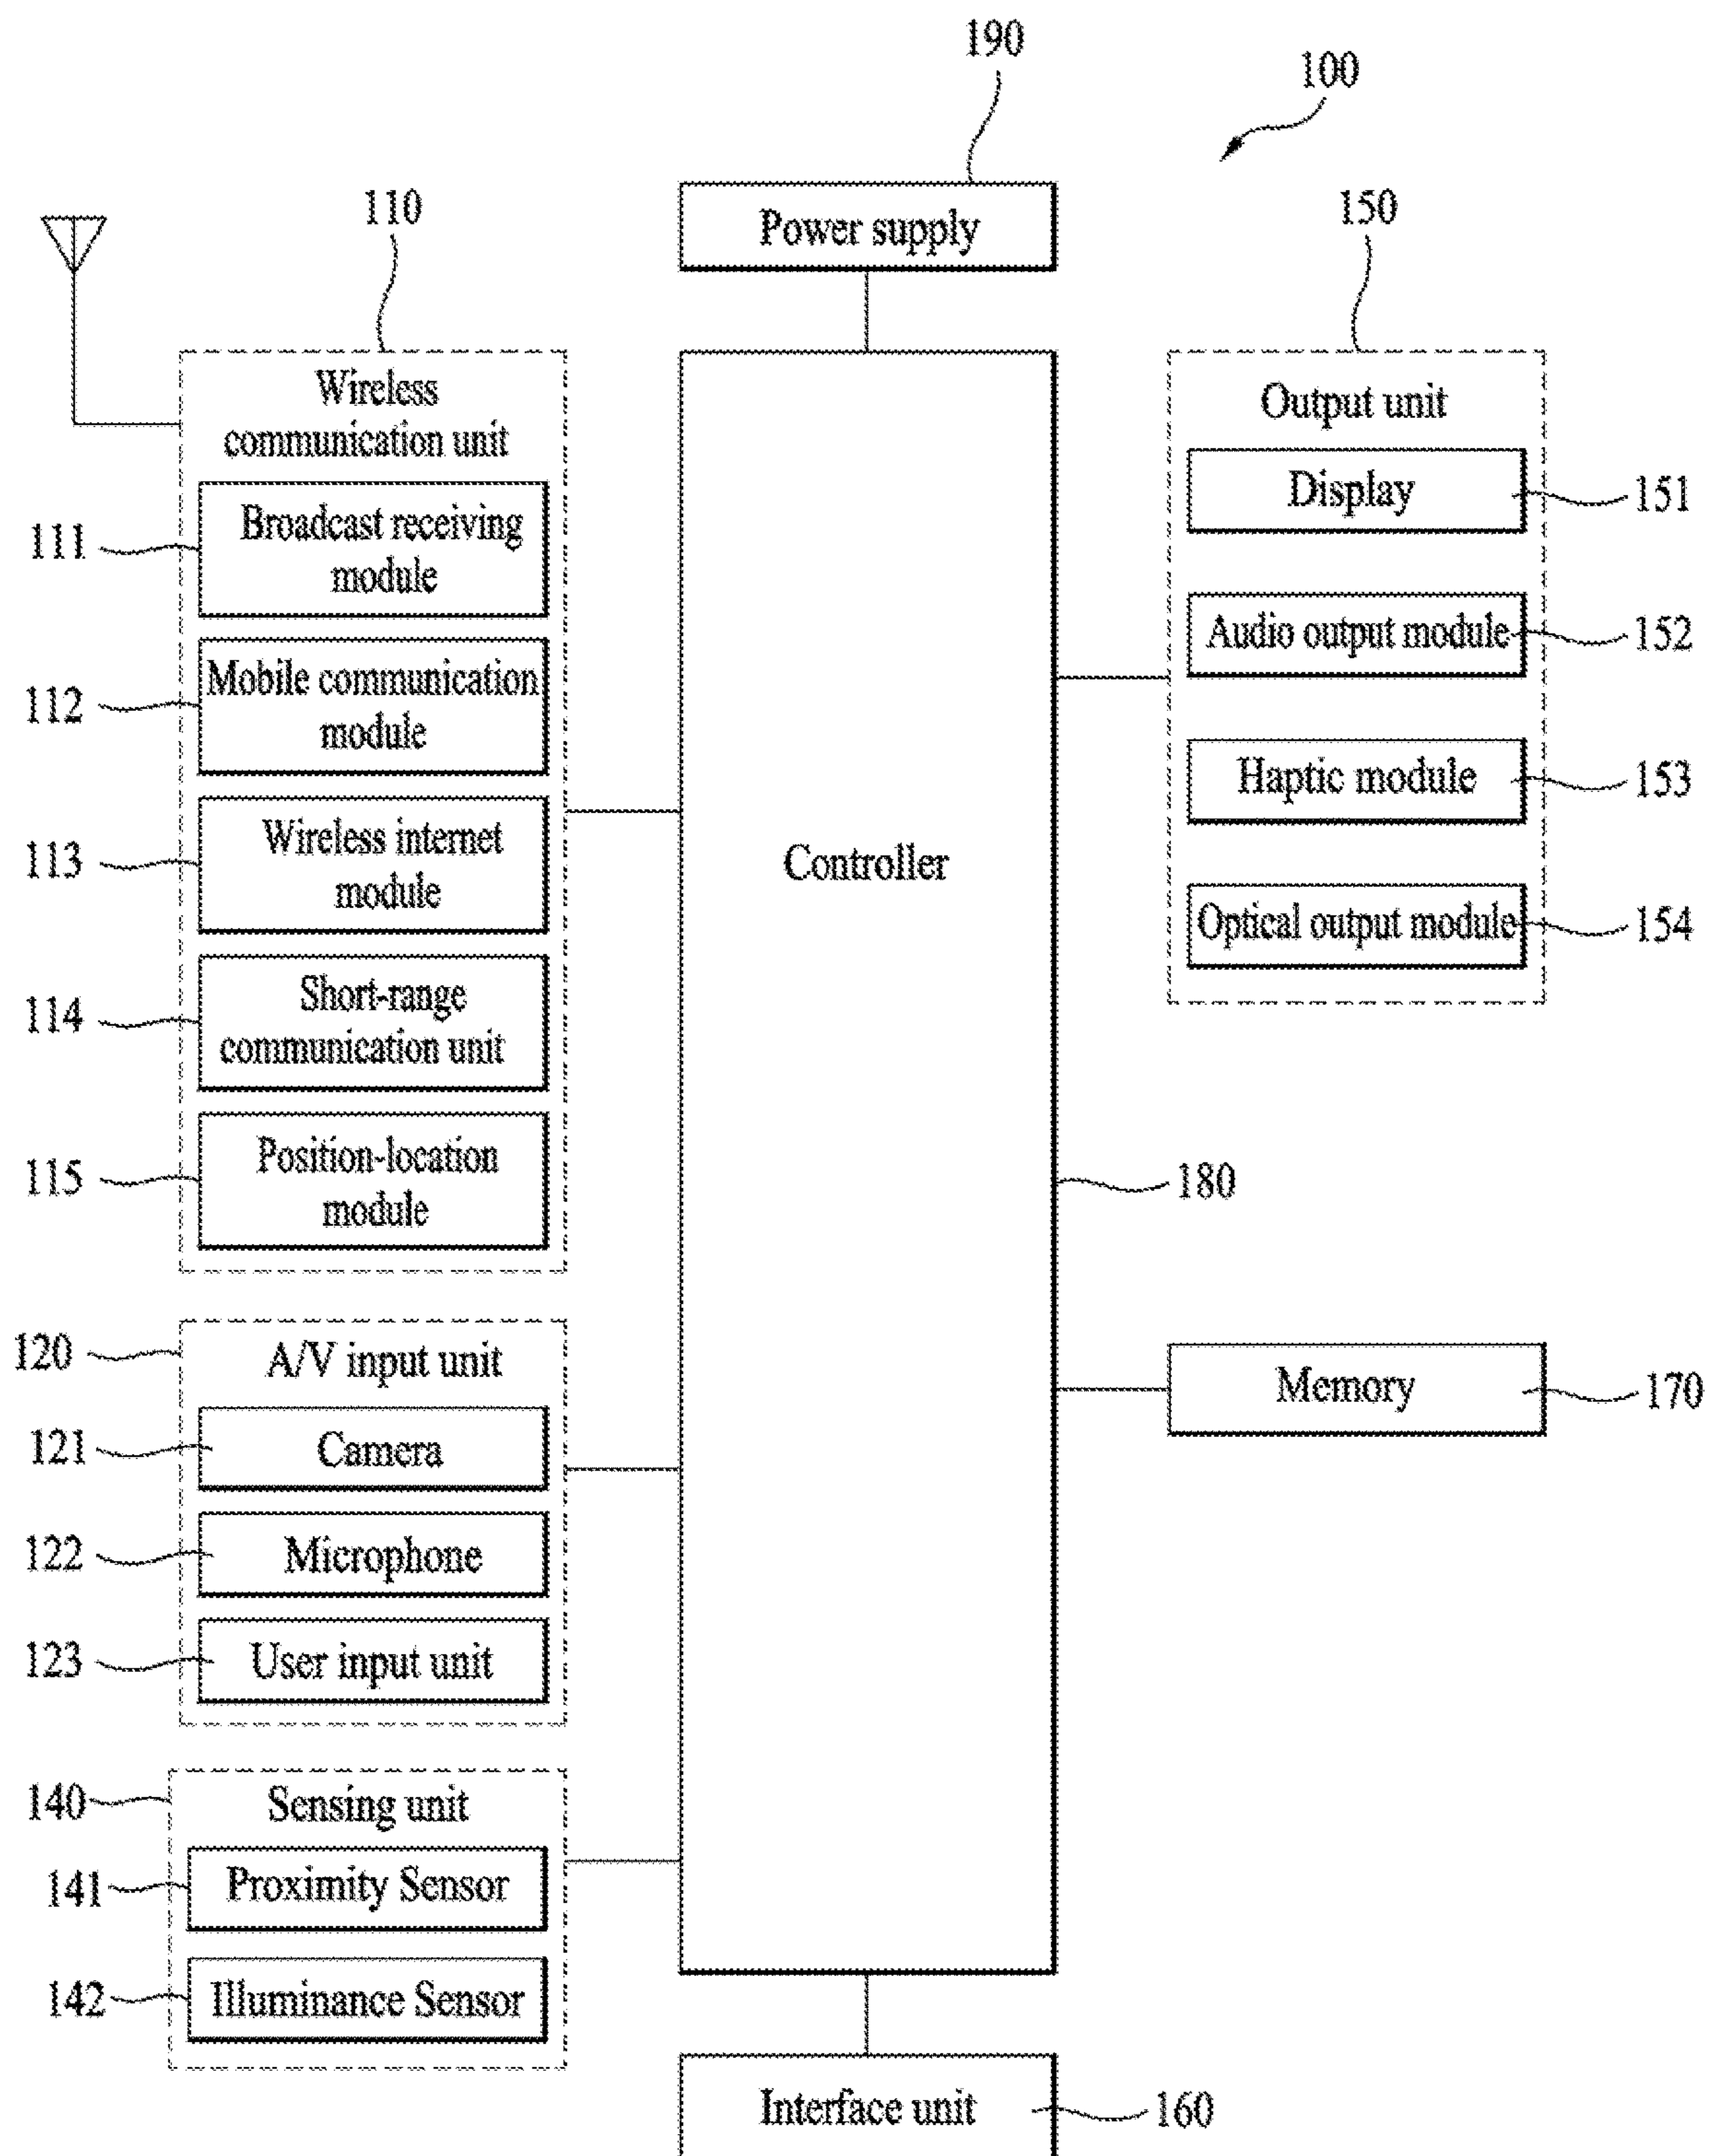 190
100
Power supply
110
150
Wireless
communication unit
111
Broadcast receiving
module
112
Mobile communication
module
113
Wireless internet
module
114
Short-range
communication unit
115
Position-location
module
120
A/V input unit
121
Camera
122
Microphone
123
User input unit
140
Sensing unit
141
Proximity Sensor
142
Illuminance Sensor
Controller
180
Output unit
Display
151
Audio output module
152
Haptic module
153
Optical output module
154
Memory
170
Interface unit
160